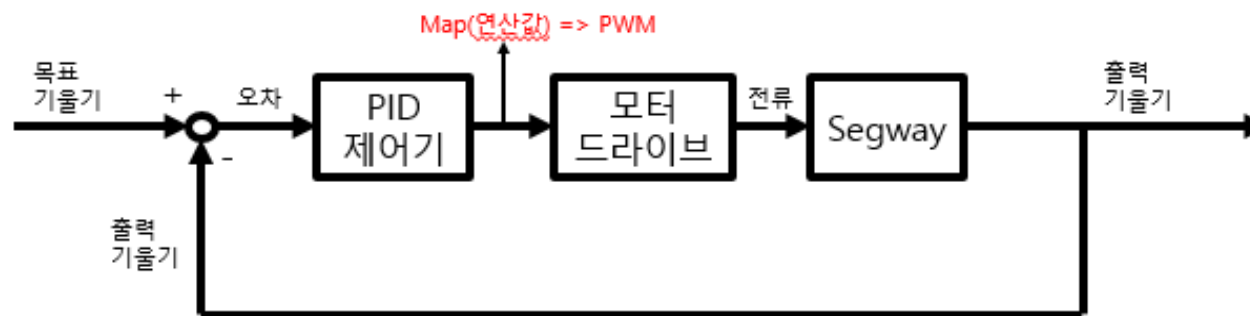 Map(연산값) => PWM
목표
기울기
+
오차
PID
제어기
모터
드라이브
전류
Segway
출력
기울기
-
출력
기울기